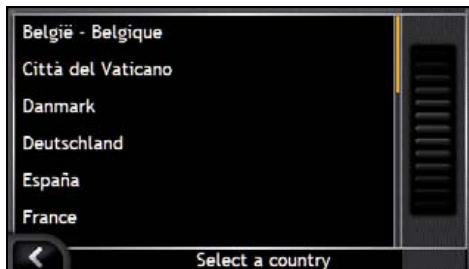 België - Belgique
Città del Vaticano
Danmark
Deutschland
España
France
Select a country